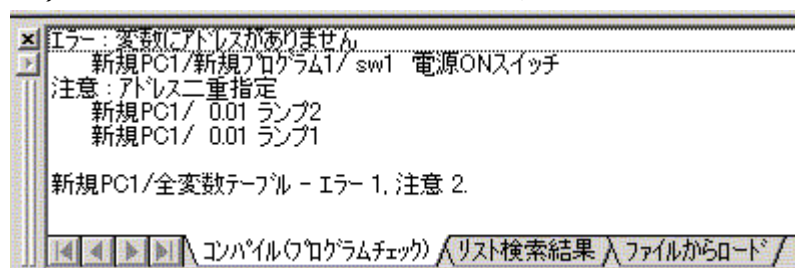 エラー：変数にアドレスがありません
新規PC1/新規プログラム1/ sw1 電源ONスイッチ
注意：アドレス二重指定
新規PC1/ 0.01 ランプ2
新規PC1/ 0.01 ランプ1
新規PC1/全変数テーブル - エラー 1, 注意 2.
コンパイル(プログラムチェック) リスト検索結果 ファイルからロード